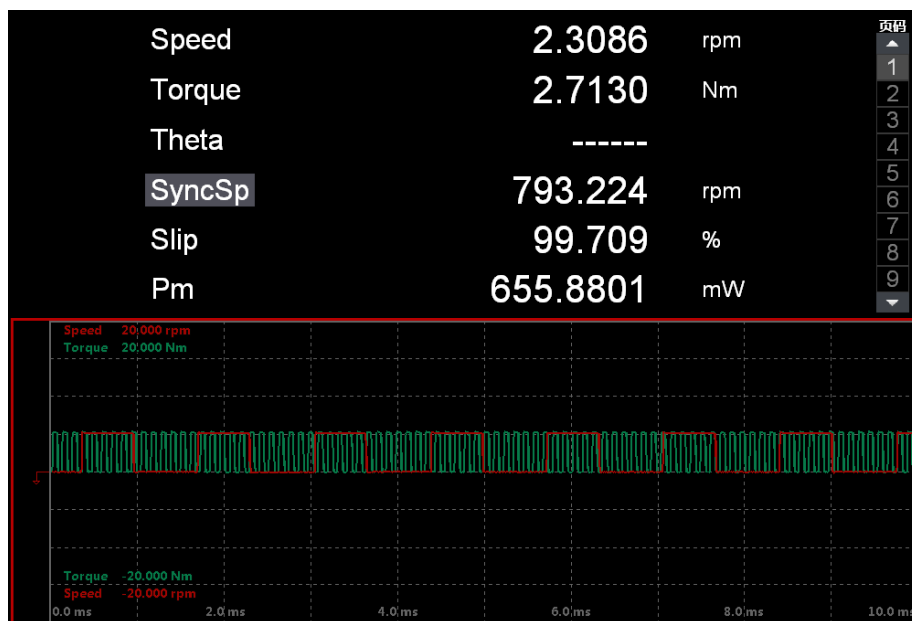 Speed 2.3086 rpm
页码
Torque 2.7130 Nm
1
2
Theta ------
3
4
SyncSp 793.224 rpm
5
6
Slip 99.709 %
7
8
Pm 655.8801 mW
9
Speed 20.000 rpm
Torque 20.000 Nm
Torque -20.000 Nm
Speed -20.000 rpm
0.0 ms 2.0 ms 4.0 ms 6.0 ms 8.0 ms 10.0 ms